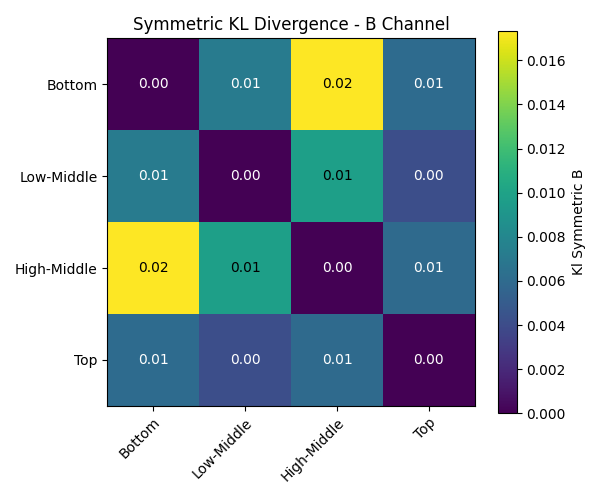 Symmetric KL Divergence - B Channel
Bottom 0.00 0.01 0.02 0.01
Low-Middle 0.01 0.00 0.01 0.00
High-Middle 0.02 0.01 0.00 0.01
Top 0.01 0.00 0.01 0.00
Bottom Low-Middle High-Middle Top
0.016
0.014
0.012
0.010
0.008
0.006
0.004
0.002
0.000
Kl Symmetric B